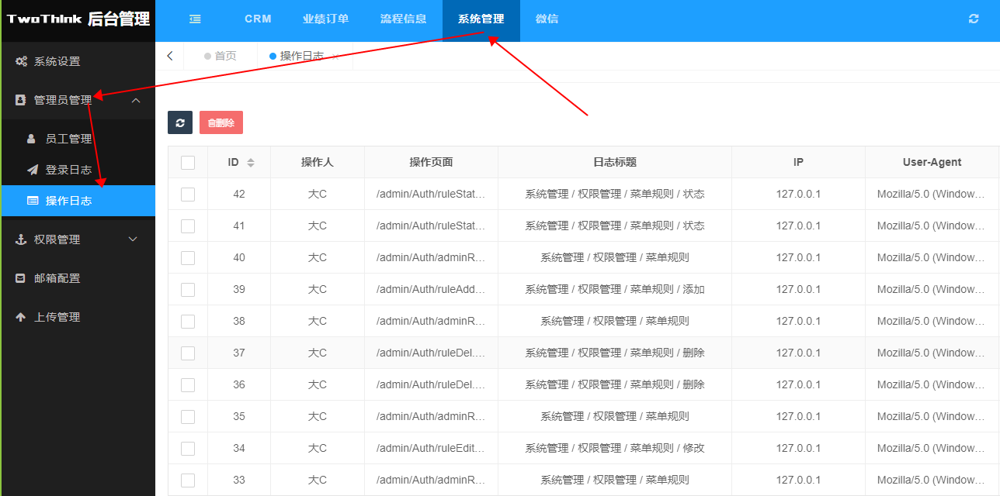 TwoThInk 后台管理
CRM 业绩订单 流程信息 系统管理 微信
首页 操作日志
系统设置
管理员管理
员工管理
登录日志
操作日志
权限管理
邮箱配置
上传管理
删除
ID 操作人 操作页面 日志标题 IP User-Agent
42 大C /admin/Auth/ruleStat... 系统管理 / 权限管理 / 菜单规则 / 状态 127.0.0.1 Mozilla/5.0 (Window...
41 大C /admin/Auth/ruleStat... 系统管理 / 权限管理 / 菜单规则 / 状态 127.0.0.1 Mozilla/5.0 (Window...
40 大C /admin/Auth/adminR... 系统管理 / 权限管理 / 菜单规则 127.0.0.1 Mozilla/5.0 (Window...
39 大C /admin/Auth/ruleAdd... 系统管理 / 权限管理 / 菜单规则 / 添加 127.0.0.1 Mozilla/5.0 (Window...
38 大C /admin/Auth/adminR... 系统管理 / 权限管理 / 菜单规则 127.0.0.1 Mozilla/5.0 (Window...
37 大C /admin/Auth/ruleDel.... 系统管理 / 权限管理 / 菜单规则 / 删除 127.0.0.1 Mozilla/5.0 (Window...
36 大C /admin/Auth/ruleDel.... 系统管理 / 权限管理 / 菜单规则 / 删除 127.0.0.1 Mozilla/5.0 (Window...
35 大C /admin/Auth/adminR... 系统管理 / 权限管理 / 菜单规则 127.0.0.1 Mozilla/5.0 (Window...
34 大C /admin/Auth/ruleEdit... 系统管理 / 权限管理 / 菜单规则 / 修改 127.0.0.1 Mozilla/5.0 (Window...
33 大C /admin/Auth/adminR... 系统管理 / 权限管理 / 菜单规则 127.0.0.1 Mozilla/5.0 (Window...